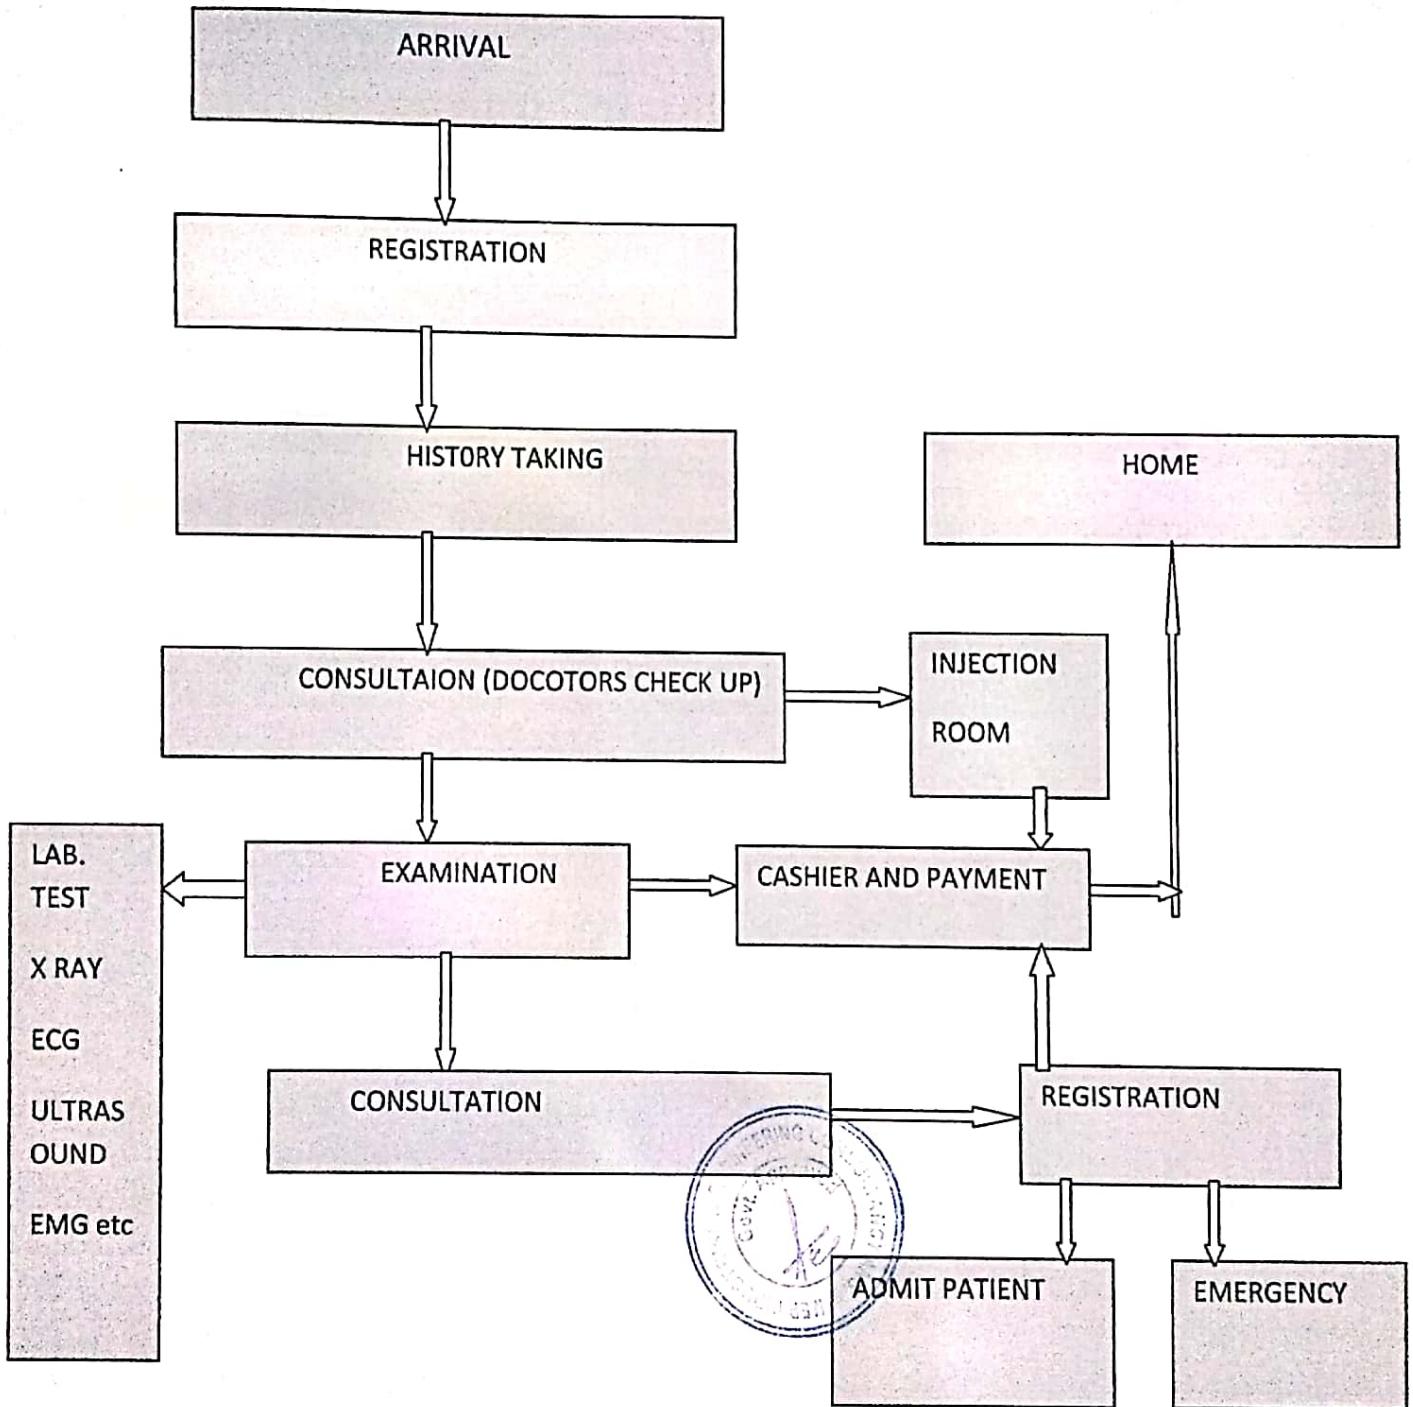 ARRIVAL
REGISTRATION
HISTORY TAKING
HOME
CONSULTAION (DOCOTORS CHECK UP)
INJECTION
ROOM
LAB.
TEST
X RAY
ECG
ULTRAS
OUND
EMG etc
EXAMINATION
CASHIER AND PAYMENT
CONSULTATION
REGISTRATION
ADMIT PATIENT
EMERGENCY